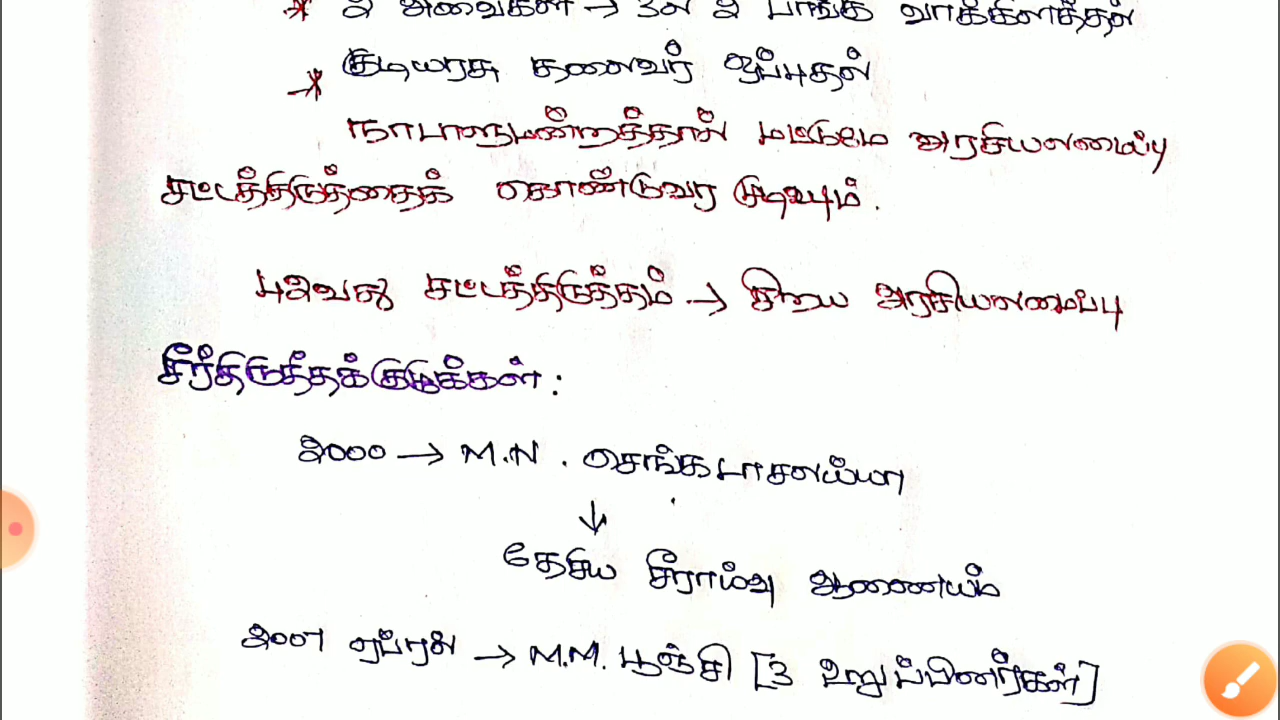 2 அவைகள் → 3ல் 2 பங்கு வாக்களித்தல்
குடியரசு தலைவர் ஒப்புதல்
→ நாடாளுமன்றத்தால் மட்டுமே அரசியலமைப்பு
சட்டத்திருத்தைக் கொண்டுவர முடியும்.
42வது சட்டத்திருத்தம் → சிறிய அரசியலமைப்பு
சீர்திருத்தக்குழுக்கள் :
2000 → M.N. வெங்கடாசலய்யா
↓
தேசிய சீராய்வு ஆணையம்
2007 ஏப்ரல் → M.M. பூஞ்சி [3 உறுப்பினர்கள்]